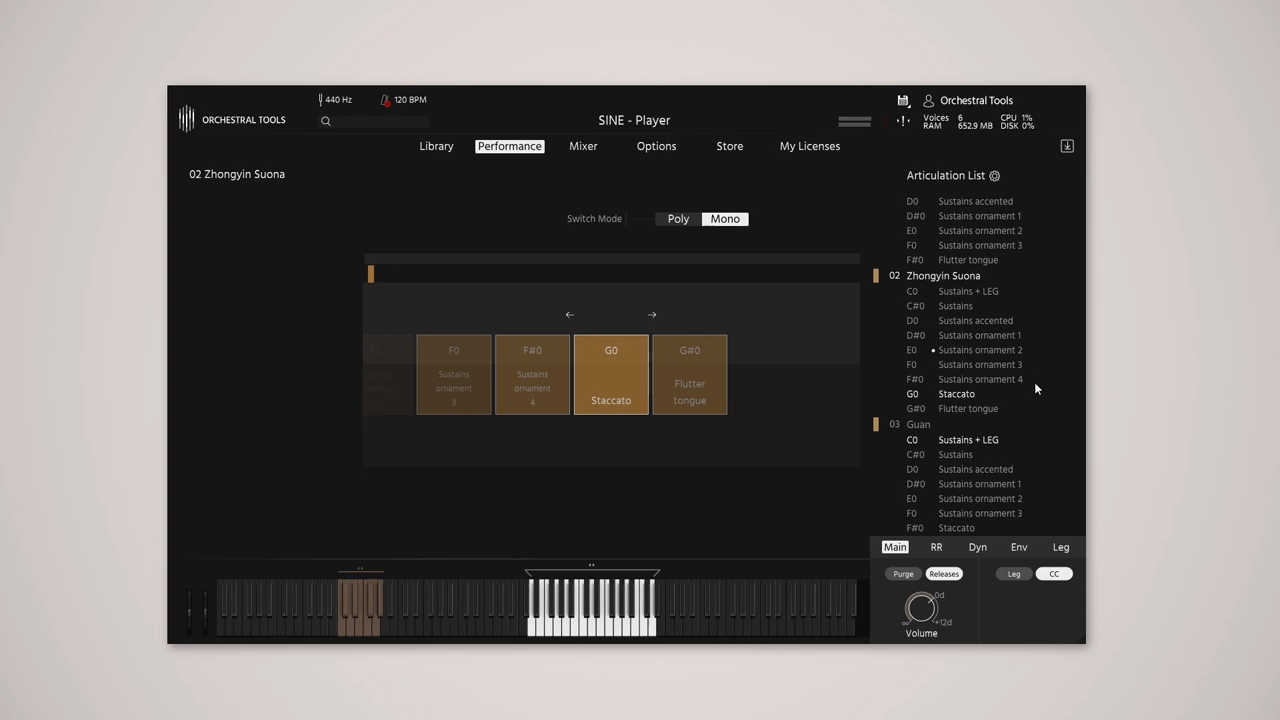 440 Hz
120 BPM
Orchestral Tools
ORCHESTRAL TOOLS
SINE - Player
Voices 6 CPU 1%
RAM 652.9 MB DISK 0%
Library Performance Mixer Options Store My Licenses
02 Zhongyin Suona
Switch Mode Poly Mono
F0
Sustains
ornament
3
F#0
Sustains
ornament
4
G0
Staccato
G#0
Flutter
tongue
Articulation List
D0 Sustains accented
D#0 Sustains ornament 1
E0 Sustains ornament 2
F0 Sustains ornament 3
F#0 Flutter tongue
02 Zhongyin Suona
C0 Sustains + LEG
C#0 Sustains
D0 Sustains accented
D#0 Sustains ornament 1
E0 Sustains ornament 2
F0 Sustains ornament 3
F#0 Sustains ornament 4
G0 Staccato
G#0 Flutter tongue
03 Guan
C0 Sustains + LEG
C#0 Sustains
D0 Sustains accented
D#0 Sustains ornament 1
E0 Sustains ornament 2
F0 Sustains ornament 3
F#0 Staccato
Main RR Dyn Env Leg
Purge Releases Leg CC
0d
∞ +12d
Volume